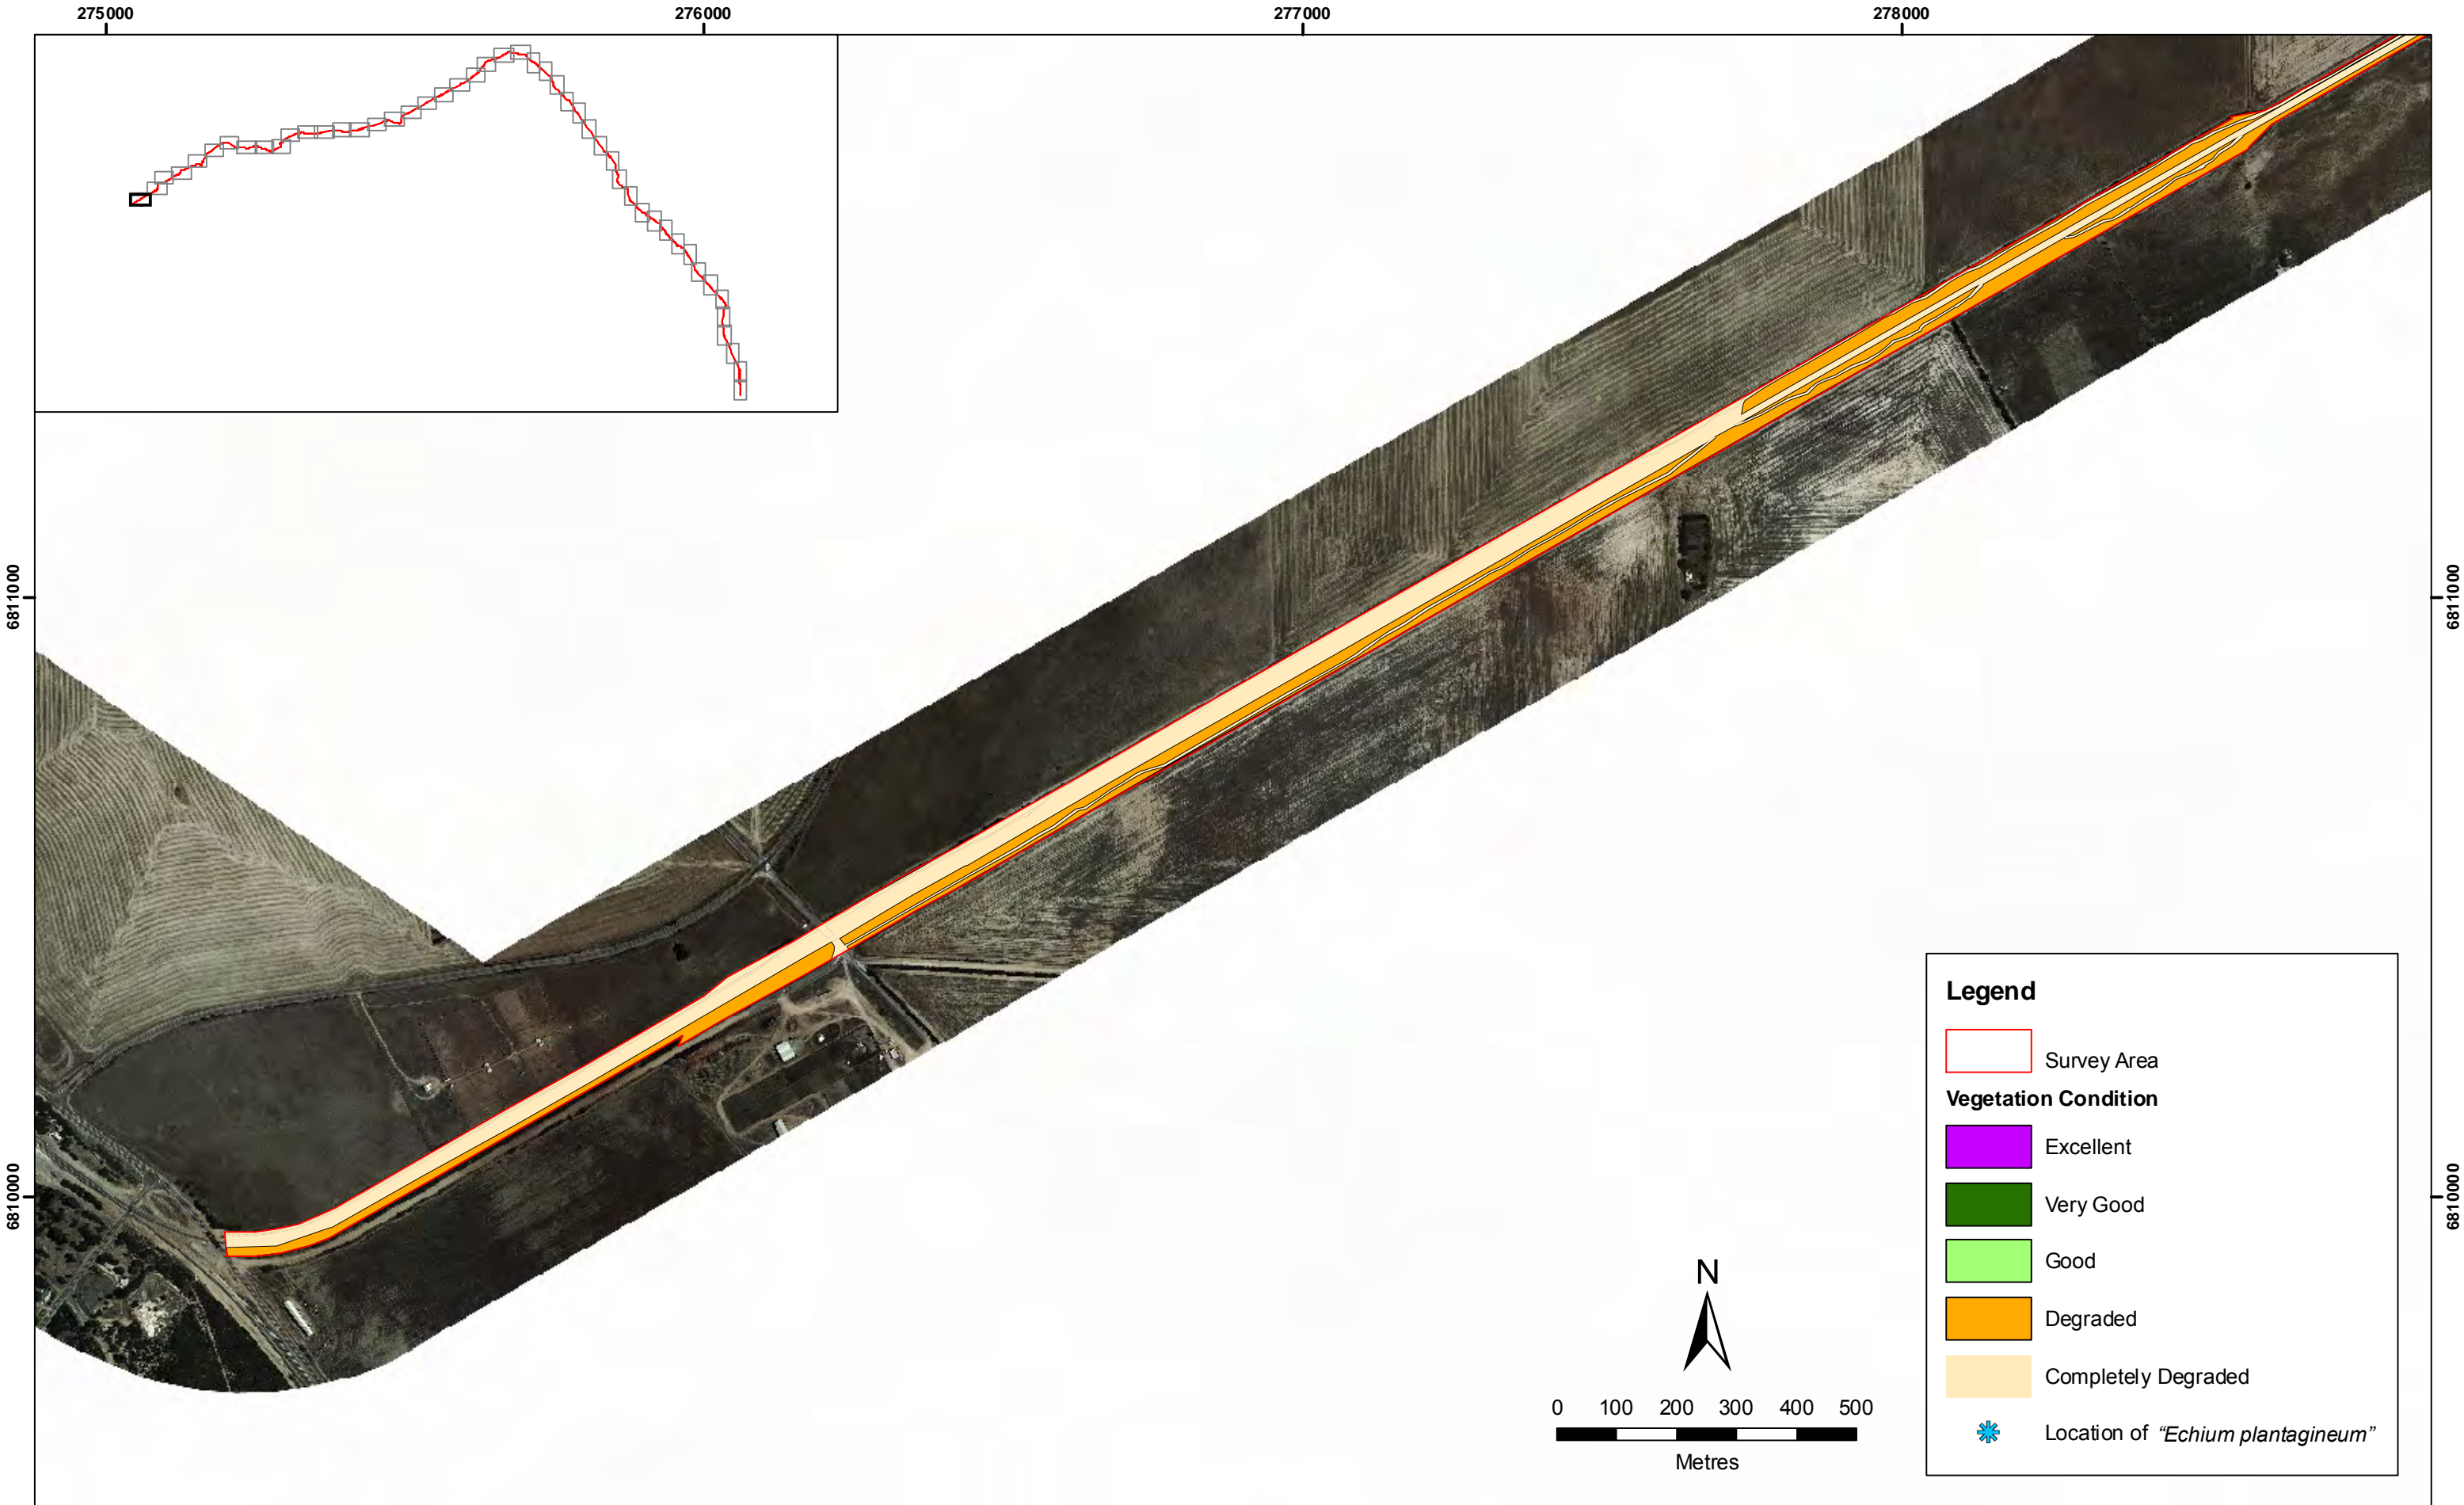 275000 276000 277000 278000
6811000 6811000
6810000 6810000
Legend
Survey Area
Vegetation Condition
Excellent
Very Good
Good
Degraded
Completely Degraded
Location of "Echium plantagineum"
N
0 100 200 300 400 500
Metres